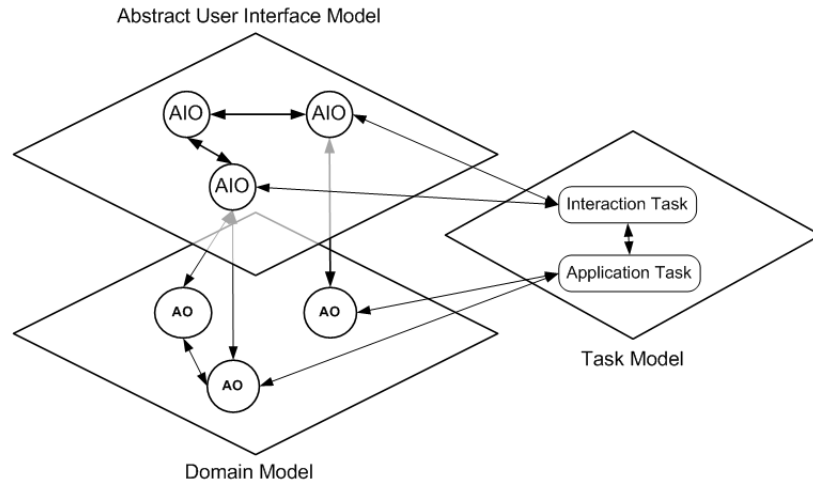 Abstract User Interface Model
AIO
AIO
AIO
Interaction Task
Application Task
AO
AO
AO
Task Model
Domain Model